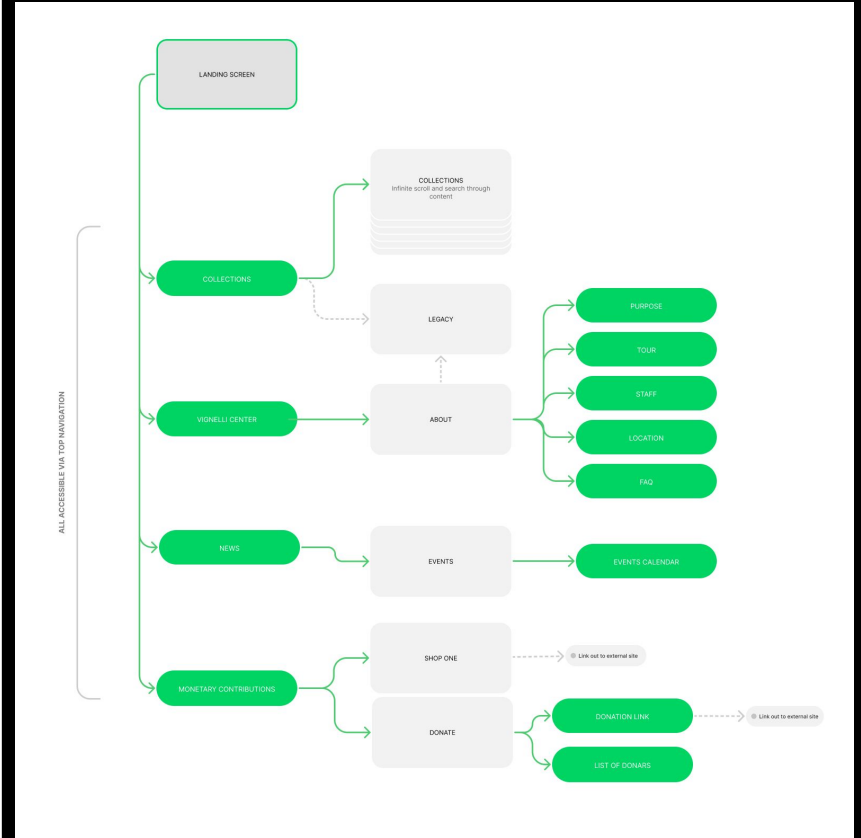 LANDING SCREEN
COLLECTIONS
Infinite scroll and search through
content
COLLECTIONS
LEGACY
PURPOSE
TOUR
STAFF
LOCATION
FAQ
VIGNELLI CENTER
ABOUT
ALL ACCESSIBLE VIA TOP NAVIGATION
NEWS
EVENTS
EVENTS CALENDAR
MONETARY CONTRIBUTIONS
SHOP ONE
Link out to external site
DONATE
DONATION LINK
Link out to external site
LIST OF DONARS